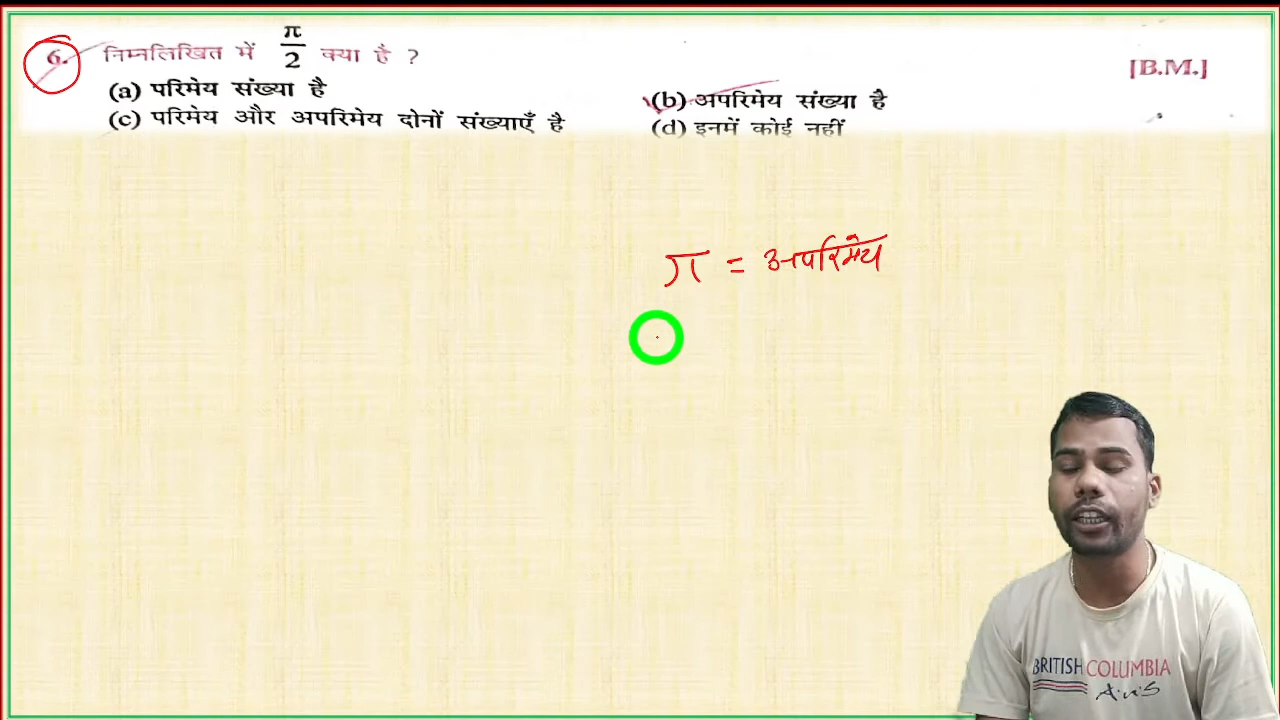 6. निम्नलिखित में π/2 क्या है ?
[B.M.]
(a) परिमेय संख्या है
(b) अपरिमेय संख्या है
(c) परिमेय और अपरिमेय दोनों संख्याएँ है
(d) इनमें कोई नहीं
π = अपरिमेय
BRITISH COLUMBIA